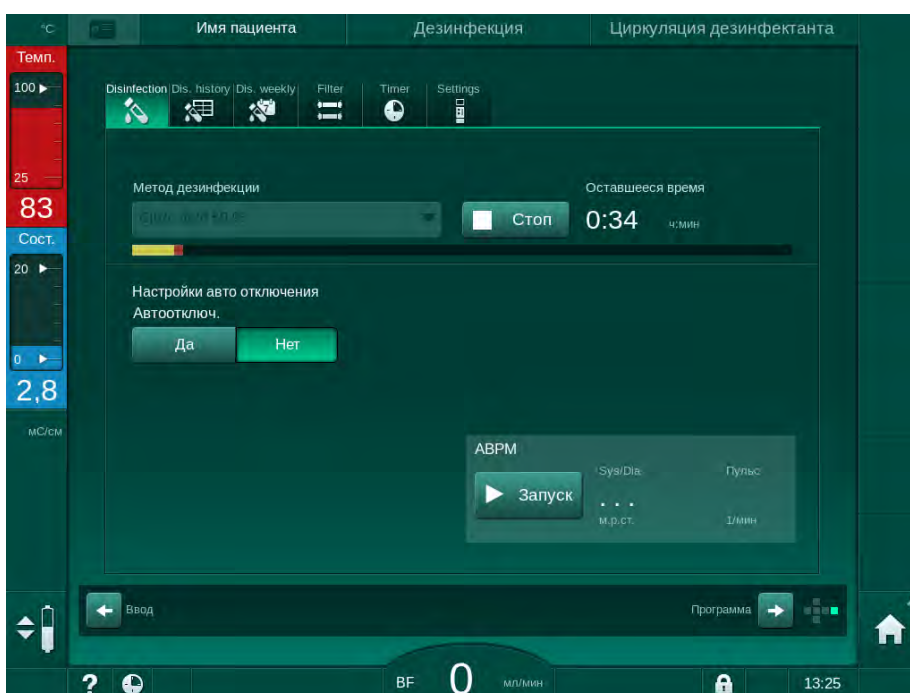 °C
Имя пациента
Дезинфекция
Циркуляция дезинфектанта
Темп.
100
25
83
Сост.
20
0
2,8
мС/см
Disinfection Dis. history Dis. weekly Filter Timer Settings
7
Метод дезинфекции
Оставшееся время
Стоп
0:34 ч:мин
Настройки авто отключения
Автоотключ.
Да Нет
ABPM
Sys/Dia Пульс
Запуск
. . .
м.р.ст. 1/мин
Ввод
Программа
? BF 0 мл/мин 13:25